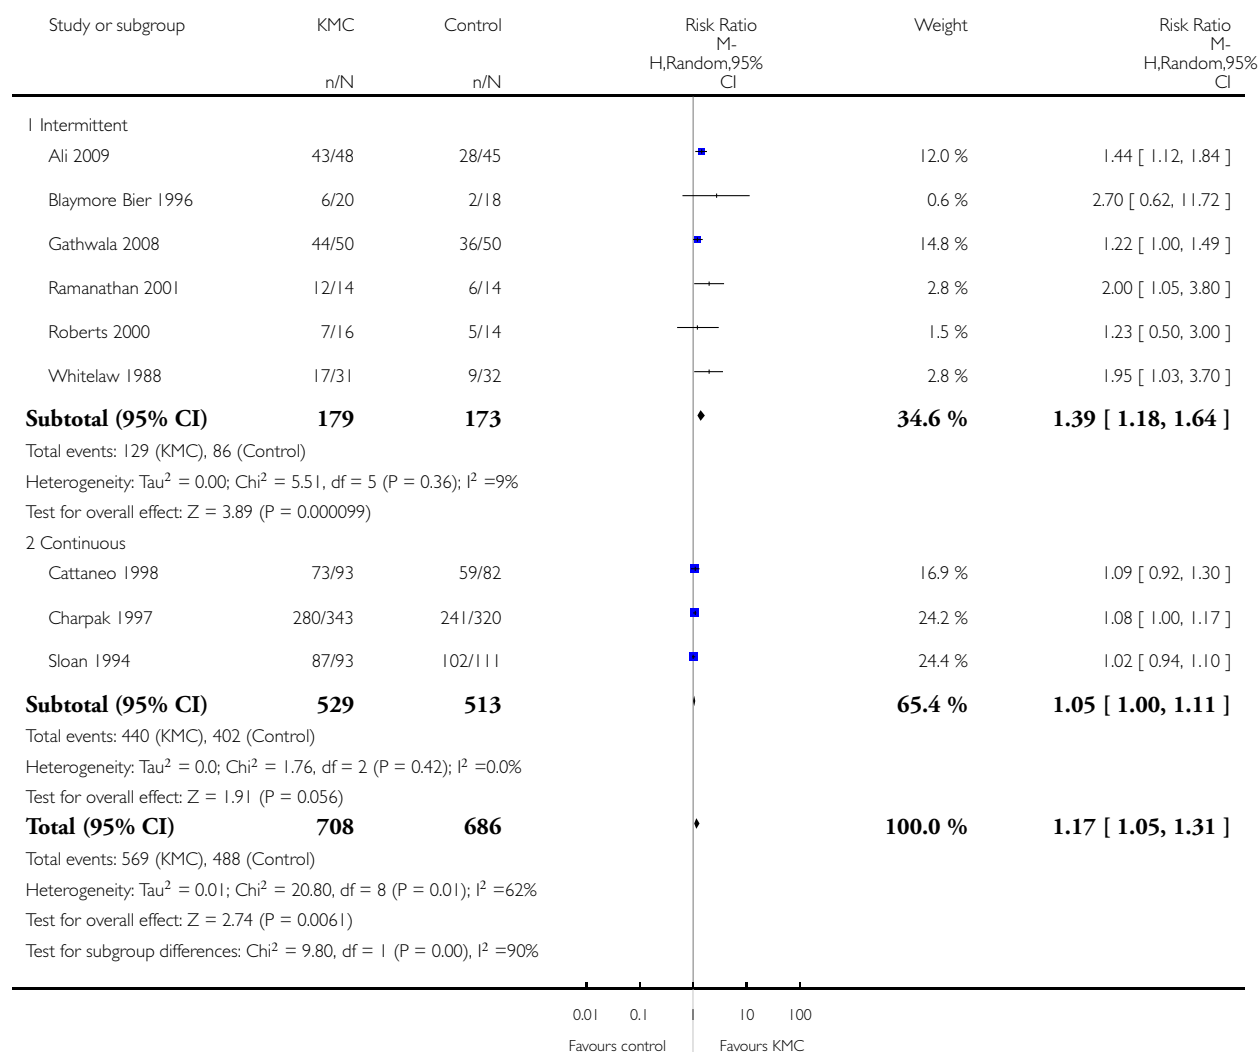 Study or subgroup KMC Control Risk Ratio Weight Risk Ratio
M- M-
H,Random,95% H,Random,95%
n/N n/N CI CI
1 Intermittent
Ali 2009 43/48 28/45 12.0 % 1.44 [ 1.12, 1.84 ]
Blaymore Bier 1996 6/20 2/18 0.6 % 2.70 [ 0.62, 11.72 ]
Gathwala 2008 44/50 36/50 14.8 % 1.22 [ 1.00, 1.49 ]
Ramanathan 2001 12/14 6/14 2.8 % 2.00 [ 1.05, 3.80 ]
Roberts 2000 7/16 5/14 1.5 % 1.23 [ 0.50, 3.00 ]
Whitelaw 1988 17/31 9/32 2.8 % 1.95 [ 1.03, 3.70 ]
Subtotal (95% CI) 179 173 34.6 % 1.39 [ 1.18, 1.64 ]
Total events: 129 (KMC), 86 (Control)
Heterogeneity: Tau² = 0.00; Chi² = 5.51, df = 5 (P = 0.36); I² =9%
Test for overall effect: Z = 3.89 (P = 0.000099)
2 Continuous
Cattaneo 1998 73/93 59/82 16.9 % 1.09 [ 0.92, 1.30 ]
Charpak 1997 280/343 241/320 24.2 % 1.08 [ 1.00, 1.17 ]
Sloan 1994 87/93 102/111 24.4 % 1.02 [ 0.94, 1.10 ]
Subtotal (95% CI) 529 513 65.4 % 1.05 [ 1.00, 1.11 ]
Total events: 440 (KMC), 402 (Control)
Heterogeneity: Tau² = 0.0; Chi² = 1.76, df = 2 (P = 0.42); I² =0.0%
Test for overall effect: Z = 1.91 (P = 0.056)
Total (95% CI) 708 686 100.0 % 1.17 [ 1.05, 1.31 ]
Total events: 569 (KMC), 488 (Control)
Heterogeneity: Tau² = 0.01; Chi² = 20.80, df = 8 (P = 0.01); I² =62%
Test for overall effect: Z = 2.74 (P = 0.0061)
Test for subgroup differences: Chi² = 9.80, df = 1 (P = 0.00), I² =90%
0.01 0.1 1 10 100
Favours control Favours KMC